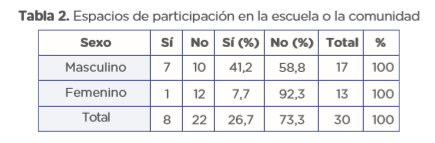 Tabla 2. Espacios de participación en la escuela o la comunidad
Sexo Sí No Sí (%) No (%) Total %
Masculino 7 10 41,2 58,8 17 100
Femenino 1 12 7,7 92,3 13 100
Total 8 22 26,7 73,3 30 100